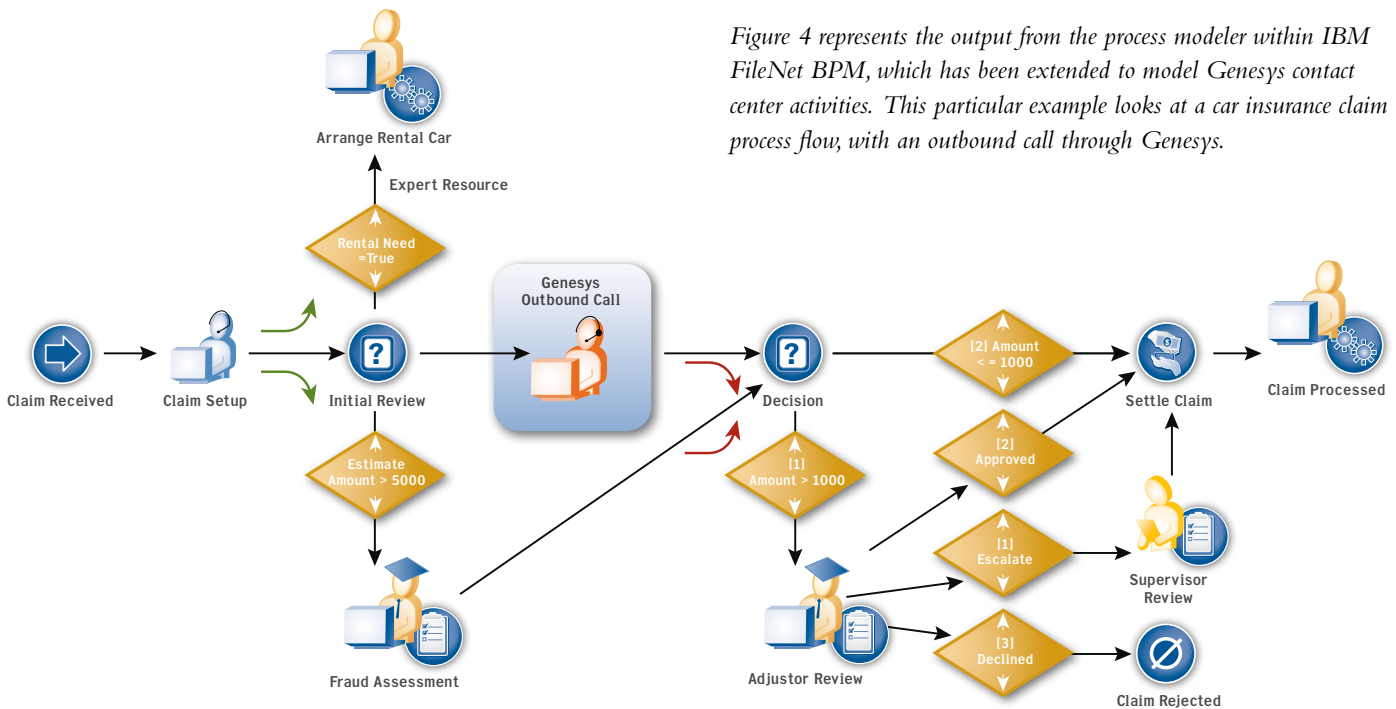 Figure 4 represents the output from the process modeler within IBM
FileNet BPM, which has been extended to model Genesys contact
center activities. This particular example looks at a car insurance claim
process flow, with an outbound call through Genesys.
Arrange Rental Car
Expert Resource
Rental Need
=True
Genesys
Outbound Call
[2] Amount
< = 1000
?
?
$
Claim Received
Claim Setup
Initial Review
Decision
Settle Claim
Claim Processed
Estimate
Amount > 5000
[1]
Amount > 1000
[2]
Approved
[1]
Escalate
Supervisor
Review
[3]
Declined
Fraud Assessment
Adjustor Review
Claim Rejected